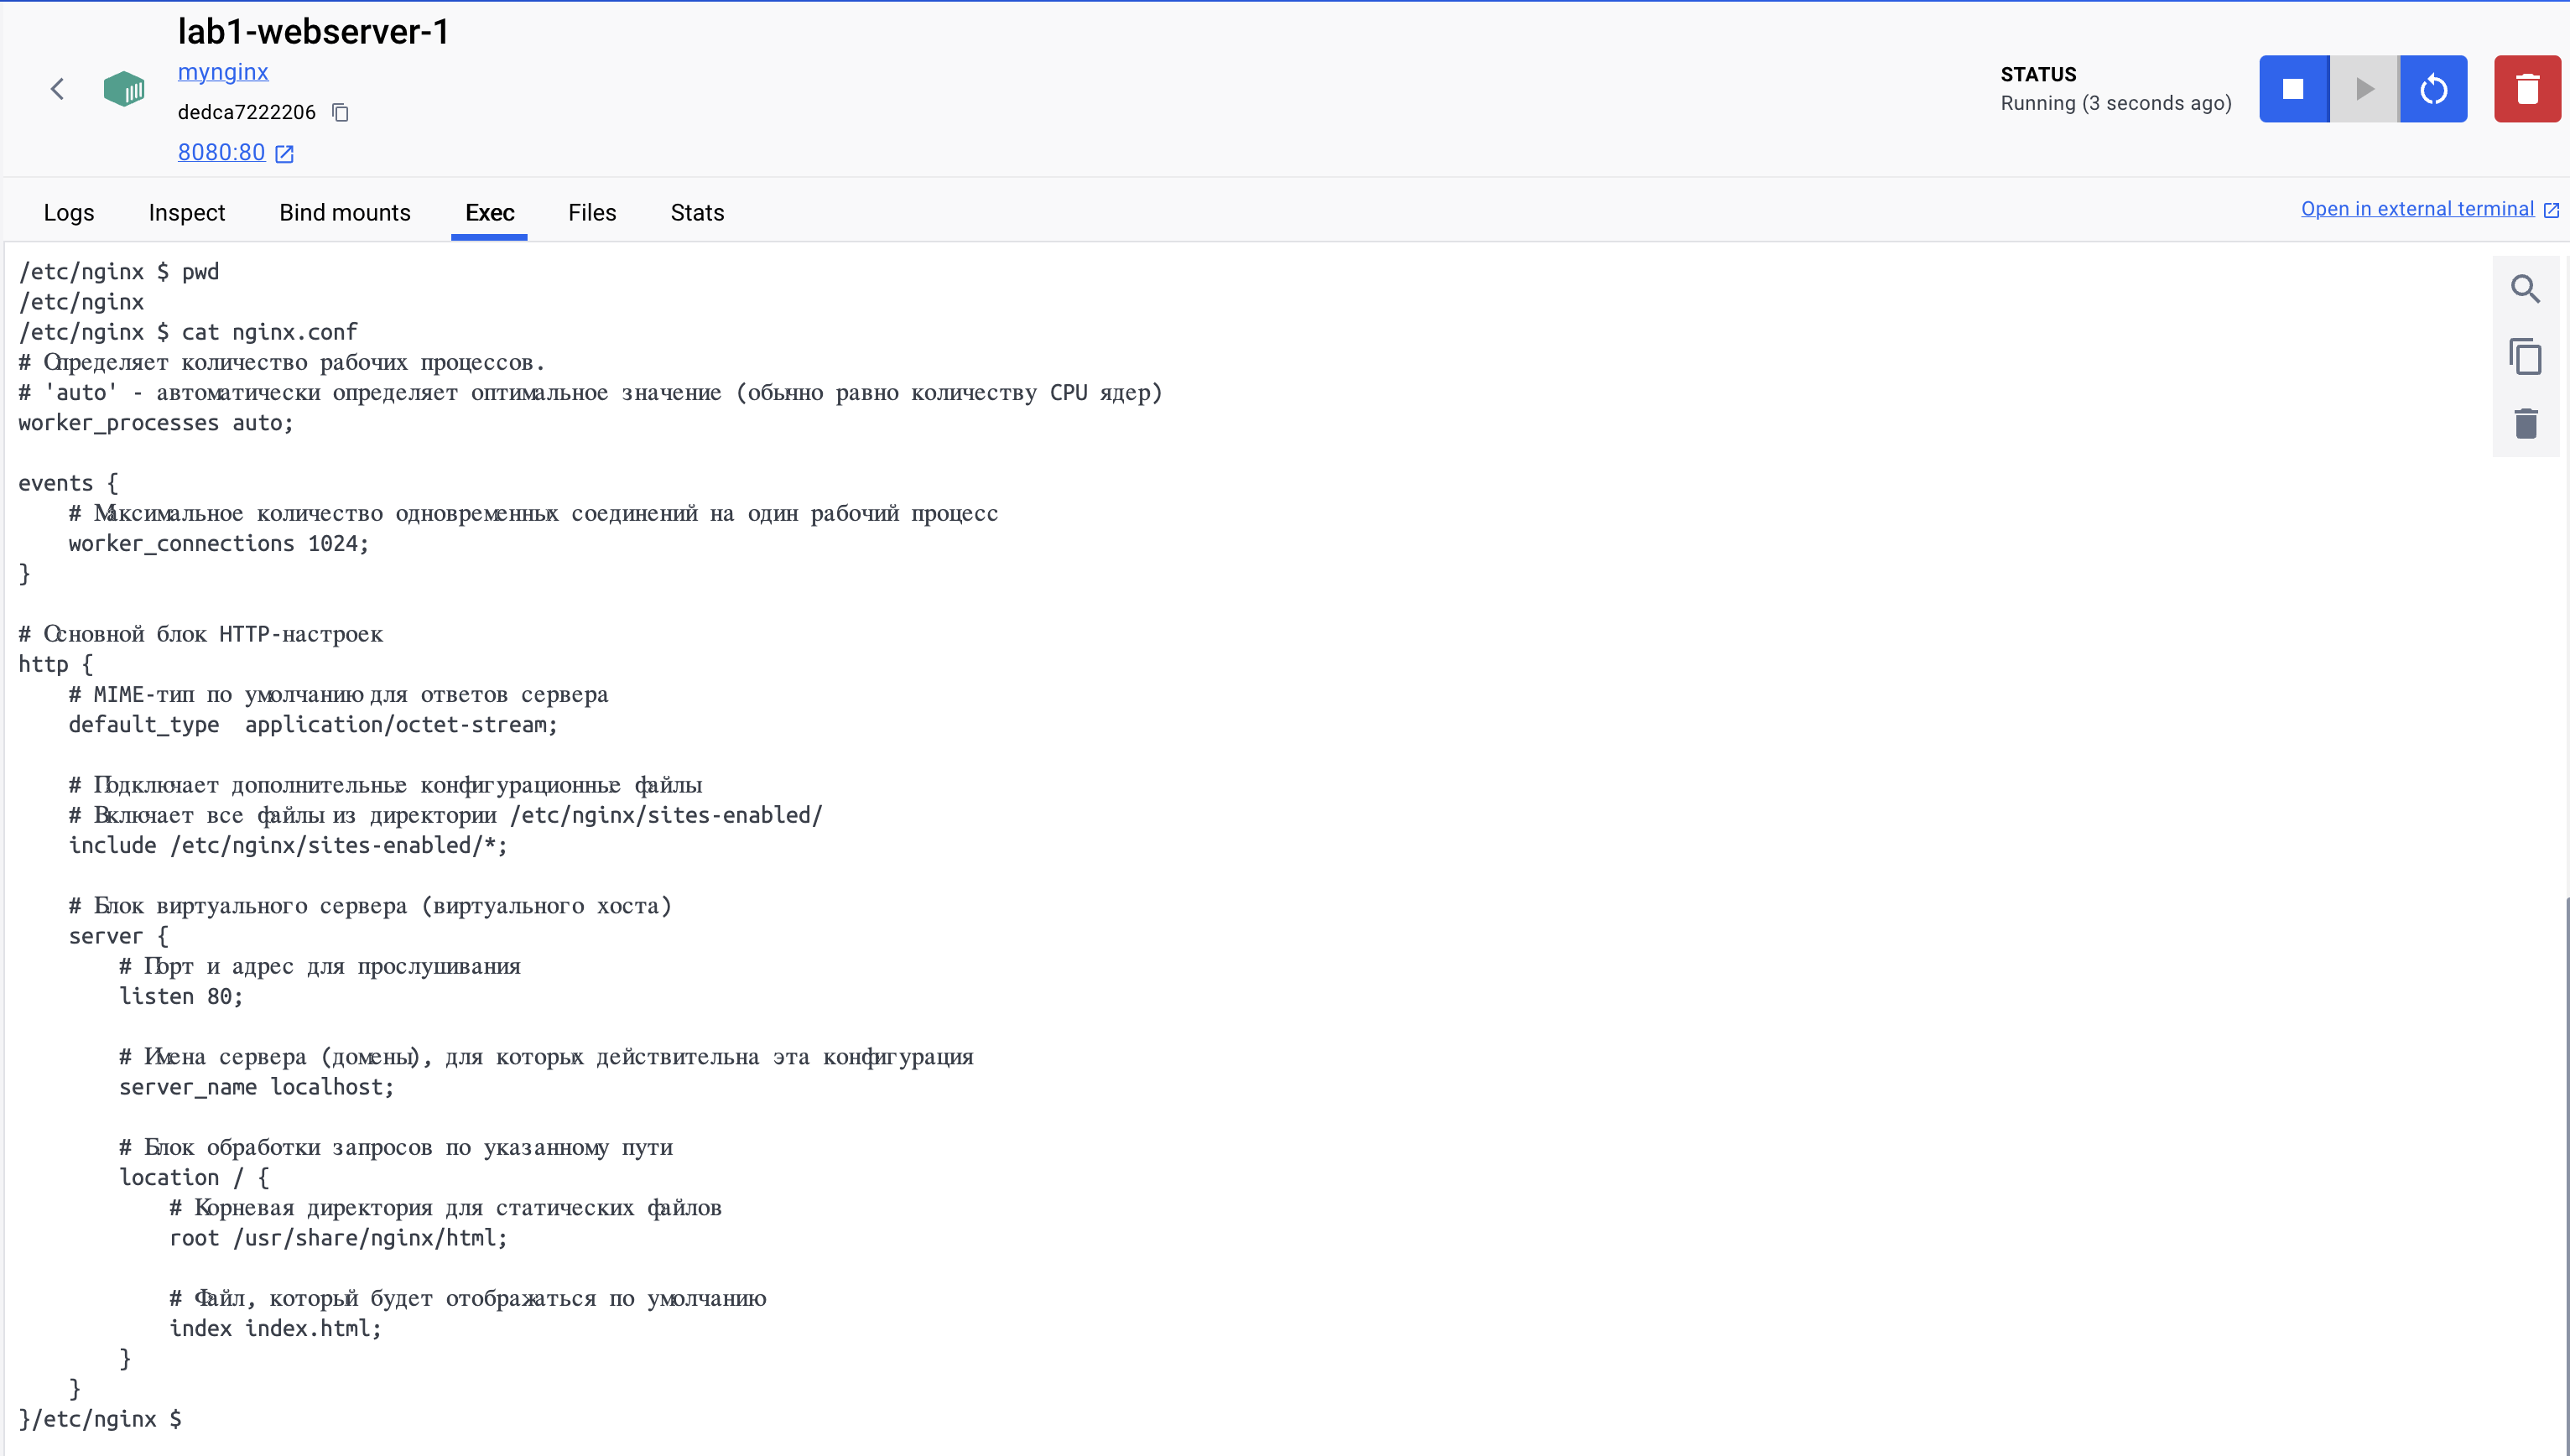 lab1-webserver-1
mynginx
dedca7222206
8080:80
STATUS
Running (3 seconds ago)
Logs Inspect Bind mounts Exec Files Stats
Open in external terminal
/etc/nginx $ pwd
/etc/nginx
/etc/nginx $ cat nginx.conf
# Определяет количество рабочих процессов.
# 'auto' - автоматически определяет оптимальное значение (обычно равно количеству CPU ядер)
worker_processes auto;
events {
    # Максимальное количество одновременных соединений на один рабочий процесс
    worker_connections 1024;
}
# Основной блок HTTP-настроек
http {
    # MIME-тип по умолчанию для ответов сервера
    default_type  application/octet-stream;
    # Подключает дополнительные конфигурационные файлы
    # Включает все файлы из директории /etc/nginx/sites-enabled/
    include /etc/nginx/sites-enabled/*;
    # Блок виртуального сервера (виртуального хоста)
    server {
        # Порт и адрес для прослушивания
        listen 80;
        # Имена сервера (домены), для которых действительна эта конфигурация
        server_name localhost;
        # Блок обработки запросов по указанному пути
        location / {
            # Корневая директория для статических файлов
            root /usr/share/nginx/html;
            # Файл, который будет отображаться по умолчанию
            index index.html;
        }
    }
}/etc/nginx $